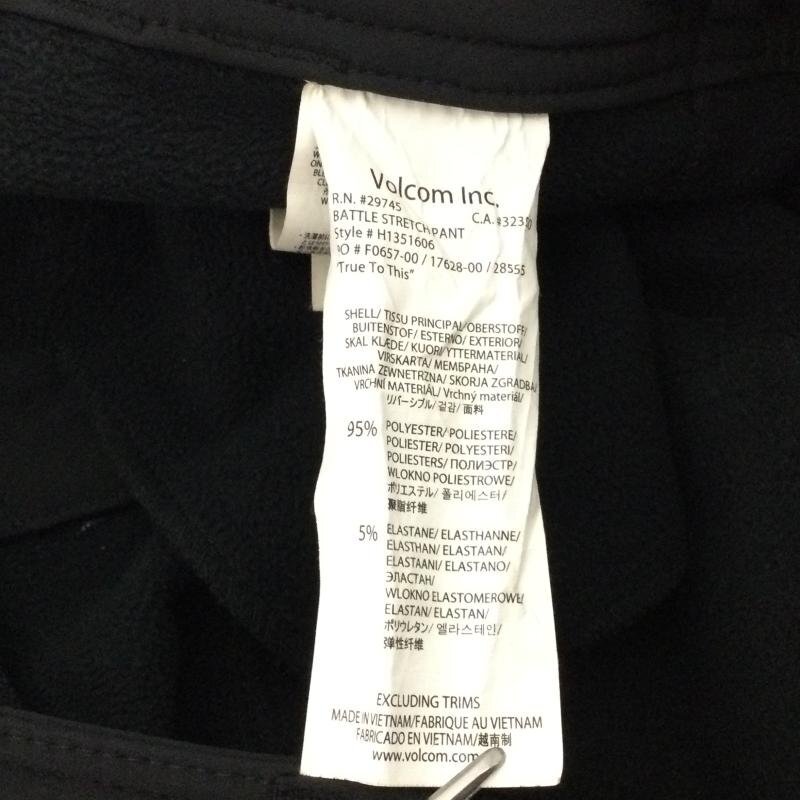 Volcom Inc.
R.N. #29745 C.A. #32330
BATTLE STRETCH PANT
Style # H1351606
PO # F0657-00 / 17628-00 / 28555
"True To This"
SHELL/ TISSU PRINCIPAL/OBERSTOFF/
BUITENSTOF/ ESTERNO/ EXTERIOR/
SKAL KLÆDE/ KUORI/YTTERMATERIAL/
VIRSKARTA/ МЕМБРАНА/
TKANINA ZEWNETRZNA/ SKORJA ZGRADBA/
VRCHNÍ MATERIÁL/ Vrchný materiál/
リバーシブル/ 겉감/ 面料
95% POLYESTER/ POLIESTERE/
POLIESTER/ POLYESTERI/
POLIESTERS/ ПОЛИЭСТР/
WLOKNO POLIESTROWE/
ポリエステル/ 폴리에스터/
聚酯纤维
5% ELASTANE/ ELASTHANNE/
ELASTHAN/ ELASTAAN/
ELASTAANI/ ELASTANO/
ЭЛАСТАН/
WLOKNO ELASTOMEROWE/
ELASTAN/ ELASTAN/
ポリウレタン/ 엘라스테인/
弹性纤维
EXCLUDING TRIMS
MADE IN VIETNAM/FABRIQUE AU VIETNAM
FABRICADO EN VIETNAM/越南制
www.volcom.com